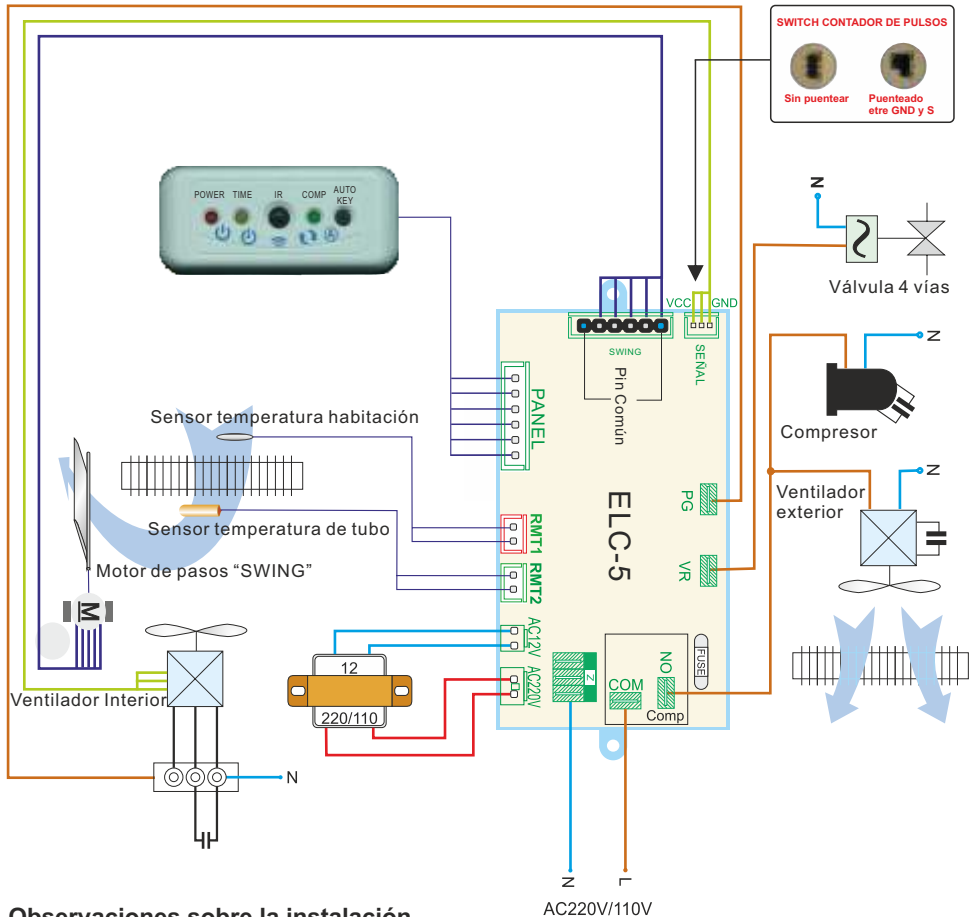 SWITCH CONTADOR DE PULSOS
Sin puentear
Puenteado
etre GND y S
POWER TIME IR COMP AUTO
KEY
N
Válvula 4 vías
VCC GND
SWING
SEÑAL
Pin Común
PANEL
N
Compresor
Sensor temperatura habitación
Sensor temperatura de tubo
Motor de pasos “SWING”
M
ELC-5
PG
VR
N
Ventilador
exterior
RMT1
RMT2
AC12V
AC220V
12
220/110
Ventilador Interior
N
Z
COM
NO
Comp
FUSE
N
L
AC220V/110V
Observaciones sobre la instalación